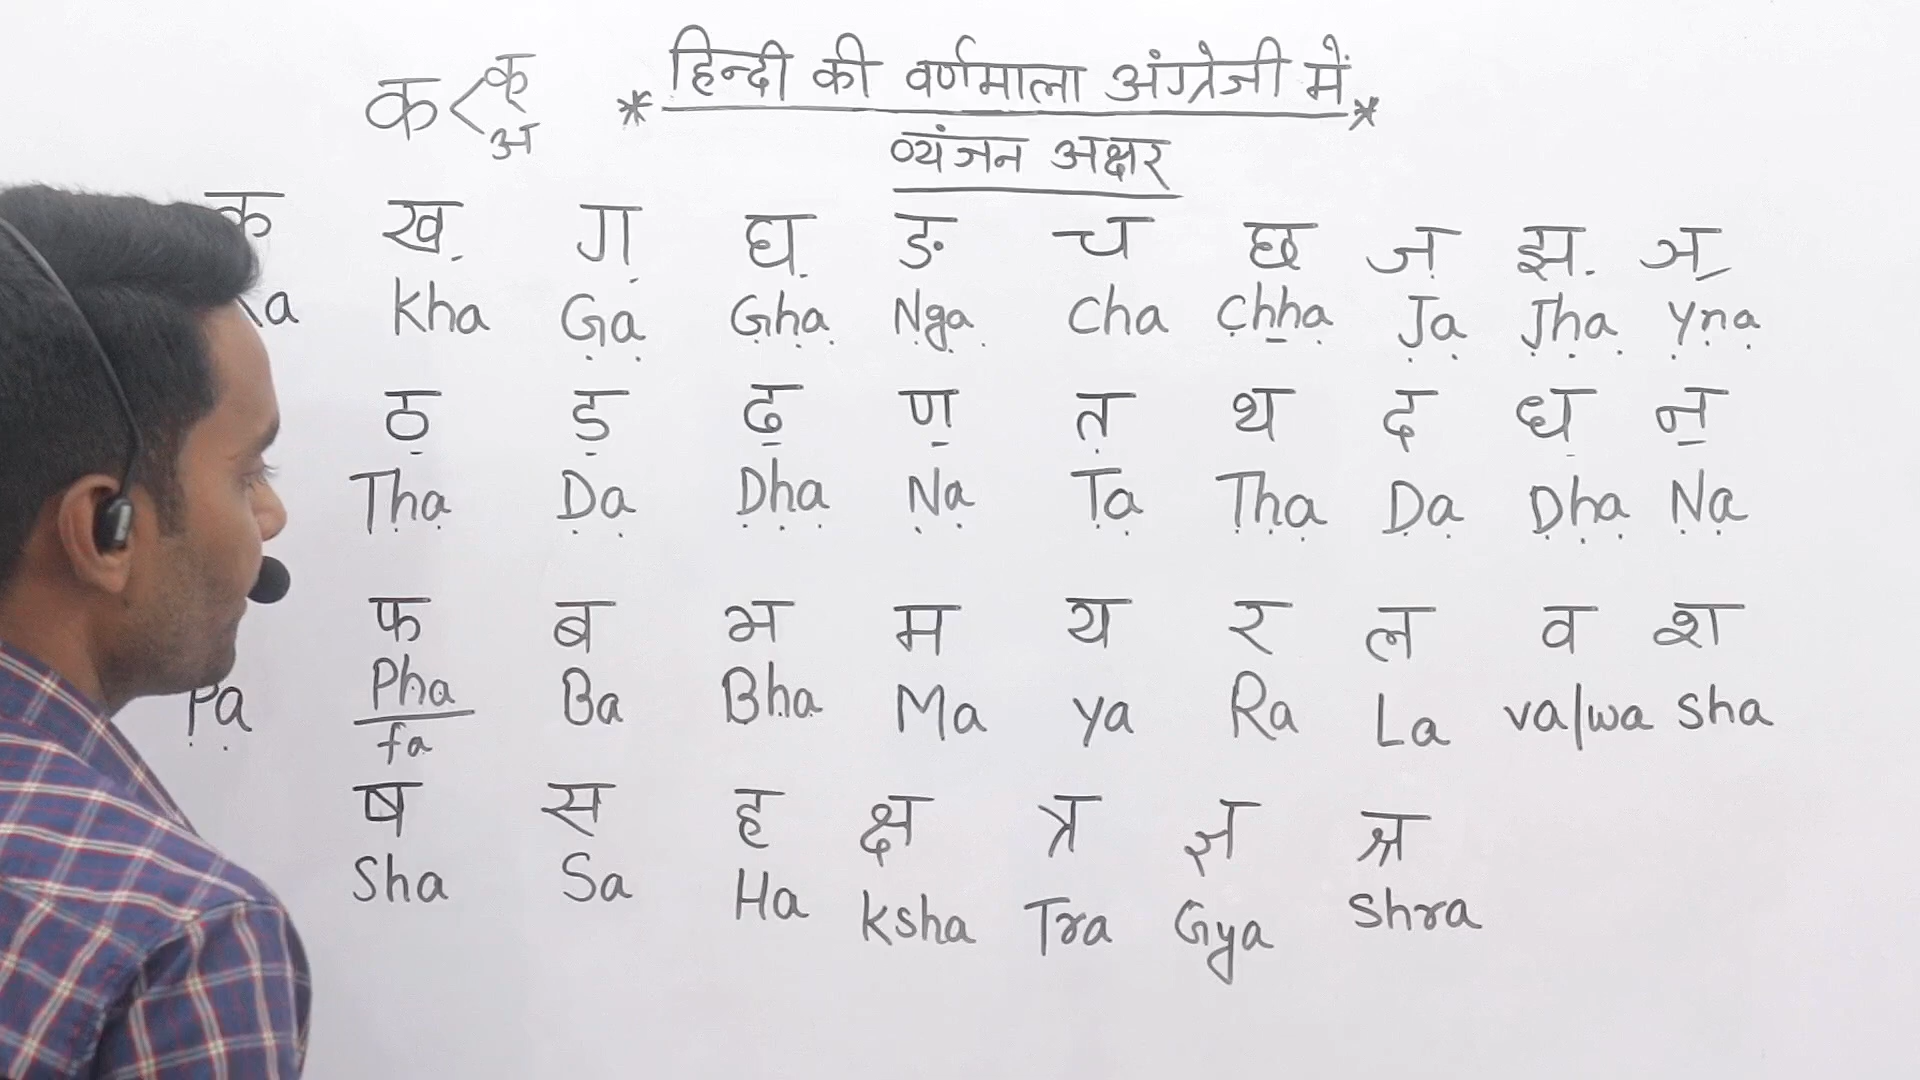 * हिन्दी की वर्णमाला अंग्रेजी में *
क < क् अ
व्यंजन अक्षर
क ख ग घ ङ च छ ज झ ञ
Ka Kha Ga Gha Nga Cha Chha Ja Jha Yna
ठ ड ढ ण त थ द ध न
Tha Da Dha Na Ta Tha Da Dha Na
फ ब भ म य र ल व श
Pa Pha/fa Ba Bha Ma Ya Ra La va/wa Sha
ष स ह क्ष त्र ज्ञ श्र
Sha Sa Ha Ksha Tra Gya Shra